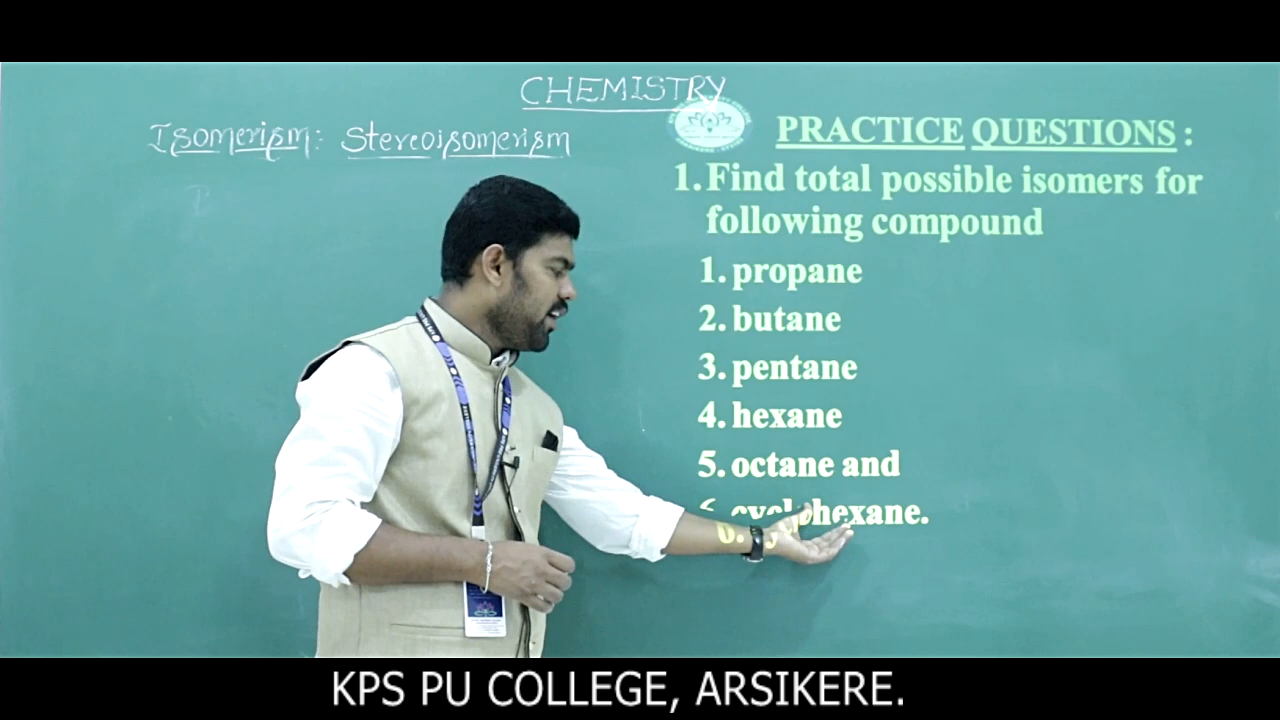 CHEMISTRY
Isomerism: Stereoisomerism
PRACTICE QUESTIONS :
1. Find total possible isomers for
following compound
1. propane
2. butane
3. pentane
4. hexane
5. octane and
6. cyclohexane.
KPS PU COLLEGE, ARSIKERE.